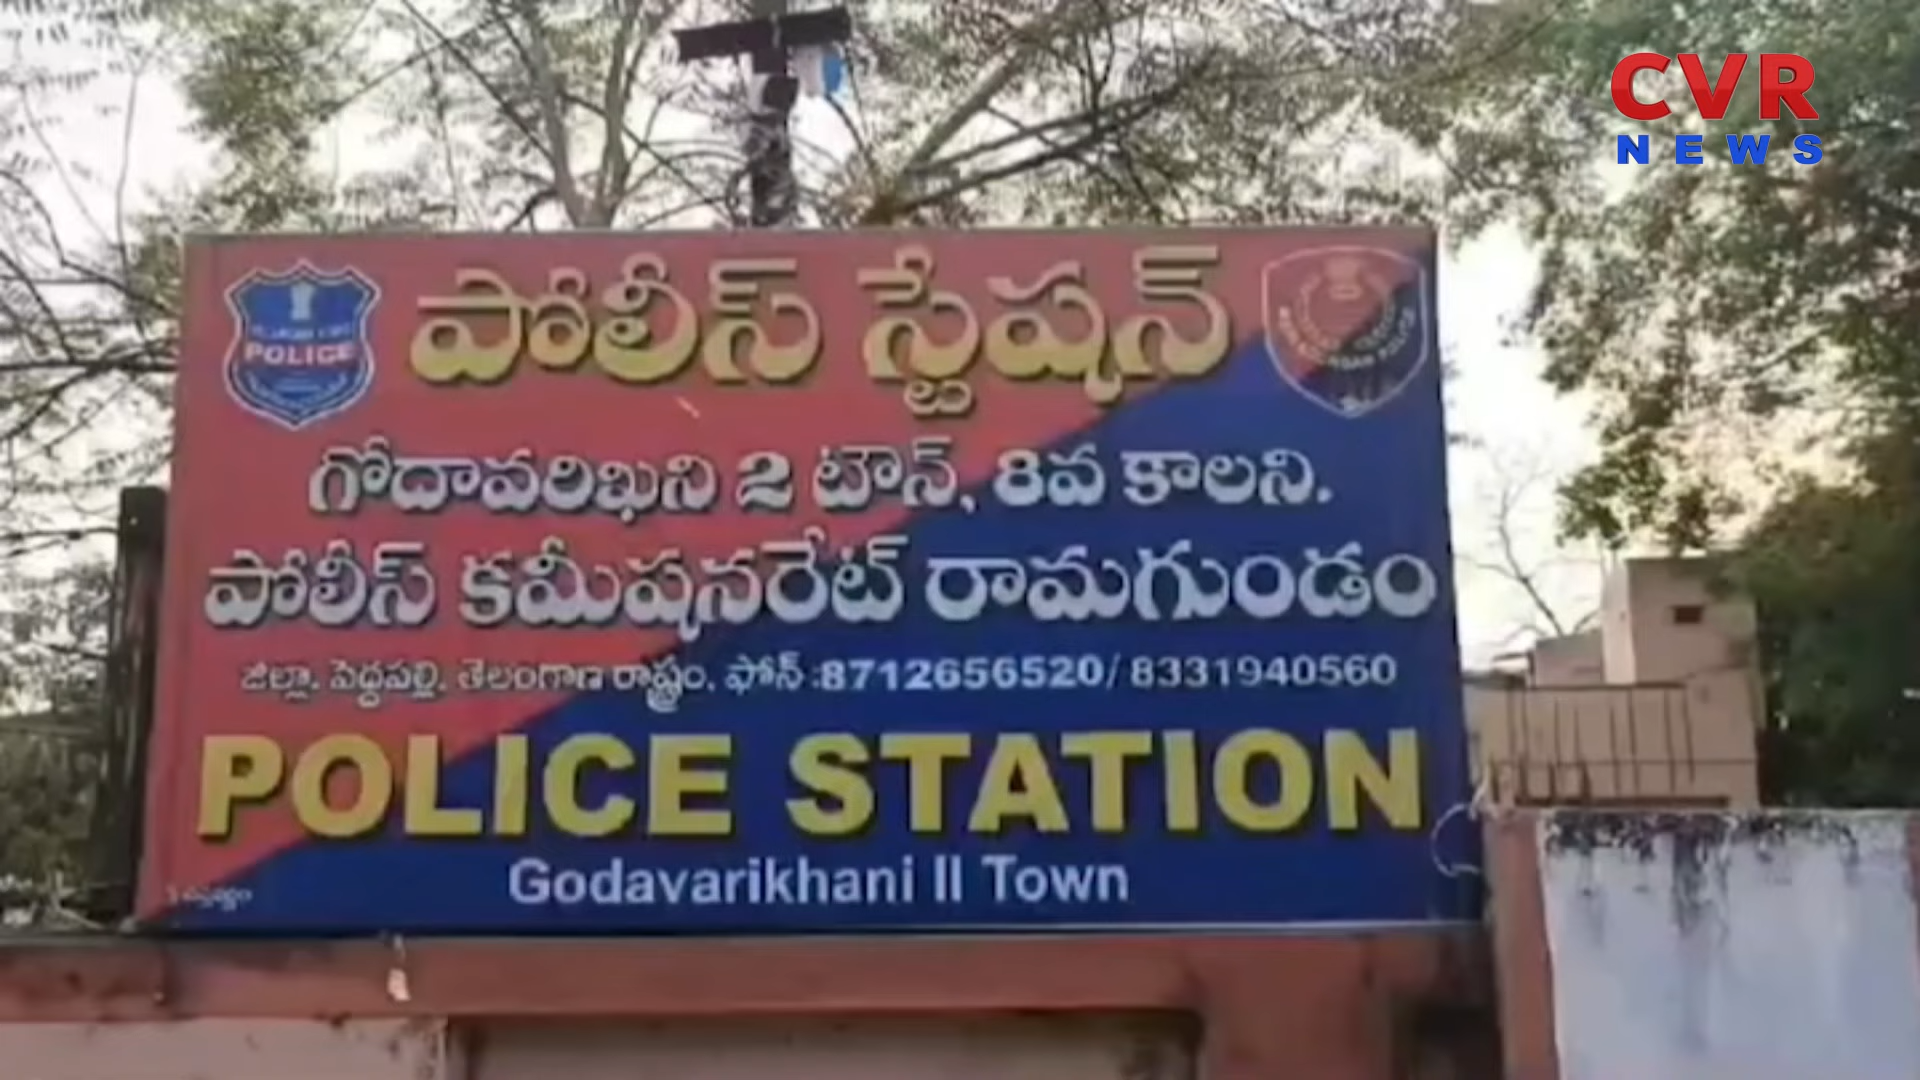 CVR
NEWS
పోలీస్ స్టేషన్
POLICE
గోదావరిఖని 2 టౌన్, 8వ కాలని.
పోలీస్ కమీషనరేట్ రామగుండం
జిల్లా. పెద్దపల్లి. తెలంగాణ రాష్ట్రం. ఫోన్ :8712656520/ 8331940560
POLICE STATION
Godavarikhani II Town